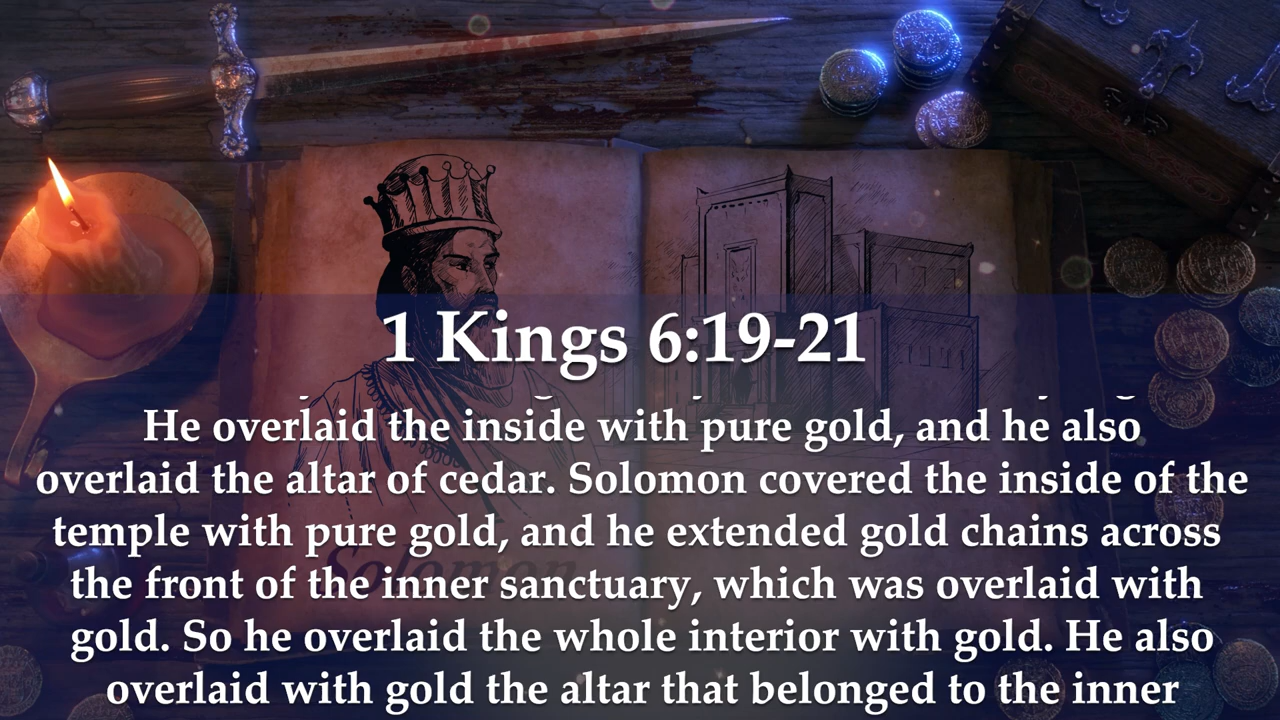 1 Kings 6:19-21
He overlaid the inside with pure gold, and he also
overlaid the altar of cedar. Solomon covered the inside of the
temple with pure gold, and he extended gold chains across
the front of the inner sanctuary, which was overlaid with
Solomon
gold. So he overlaid the whole interior with gold. He also
overlaid with gold the altar that belonged to the inner